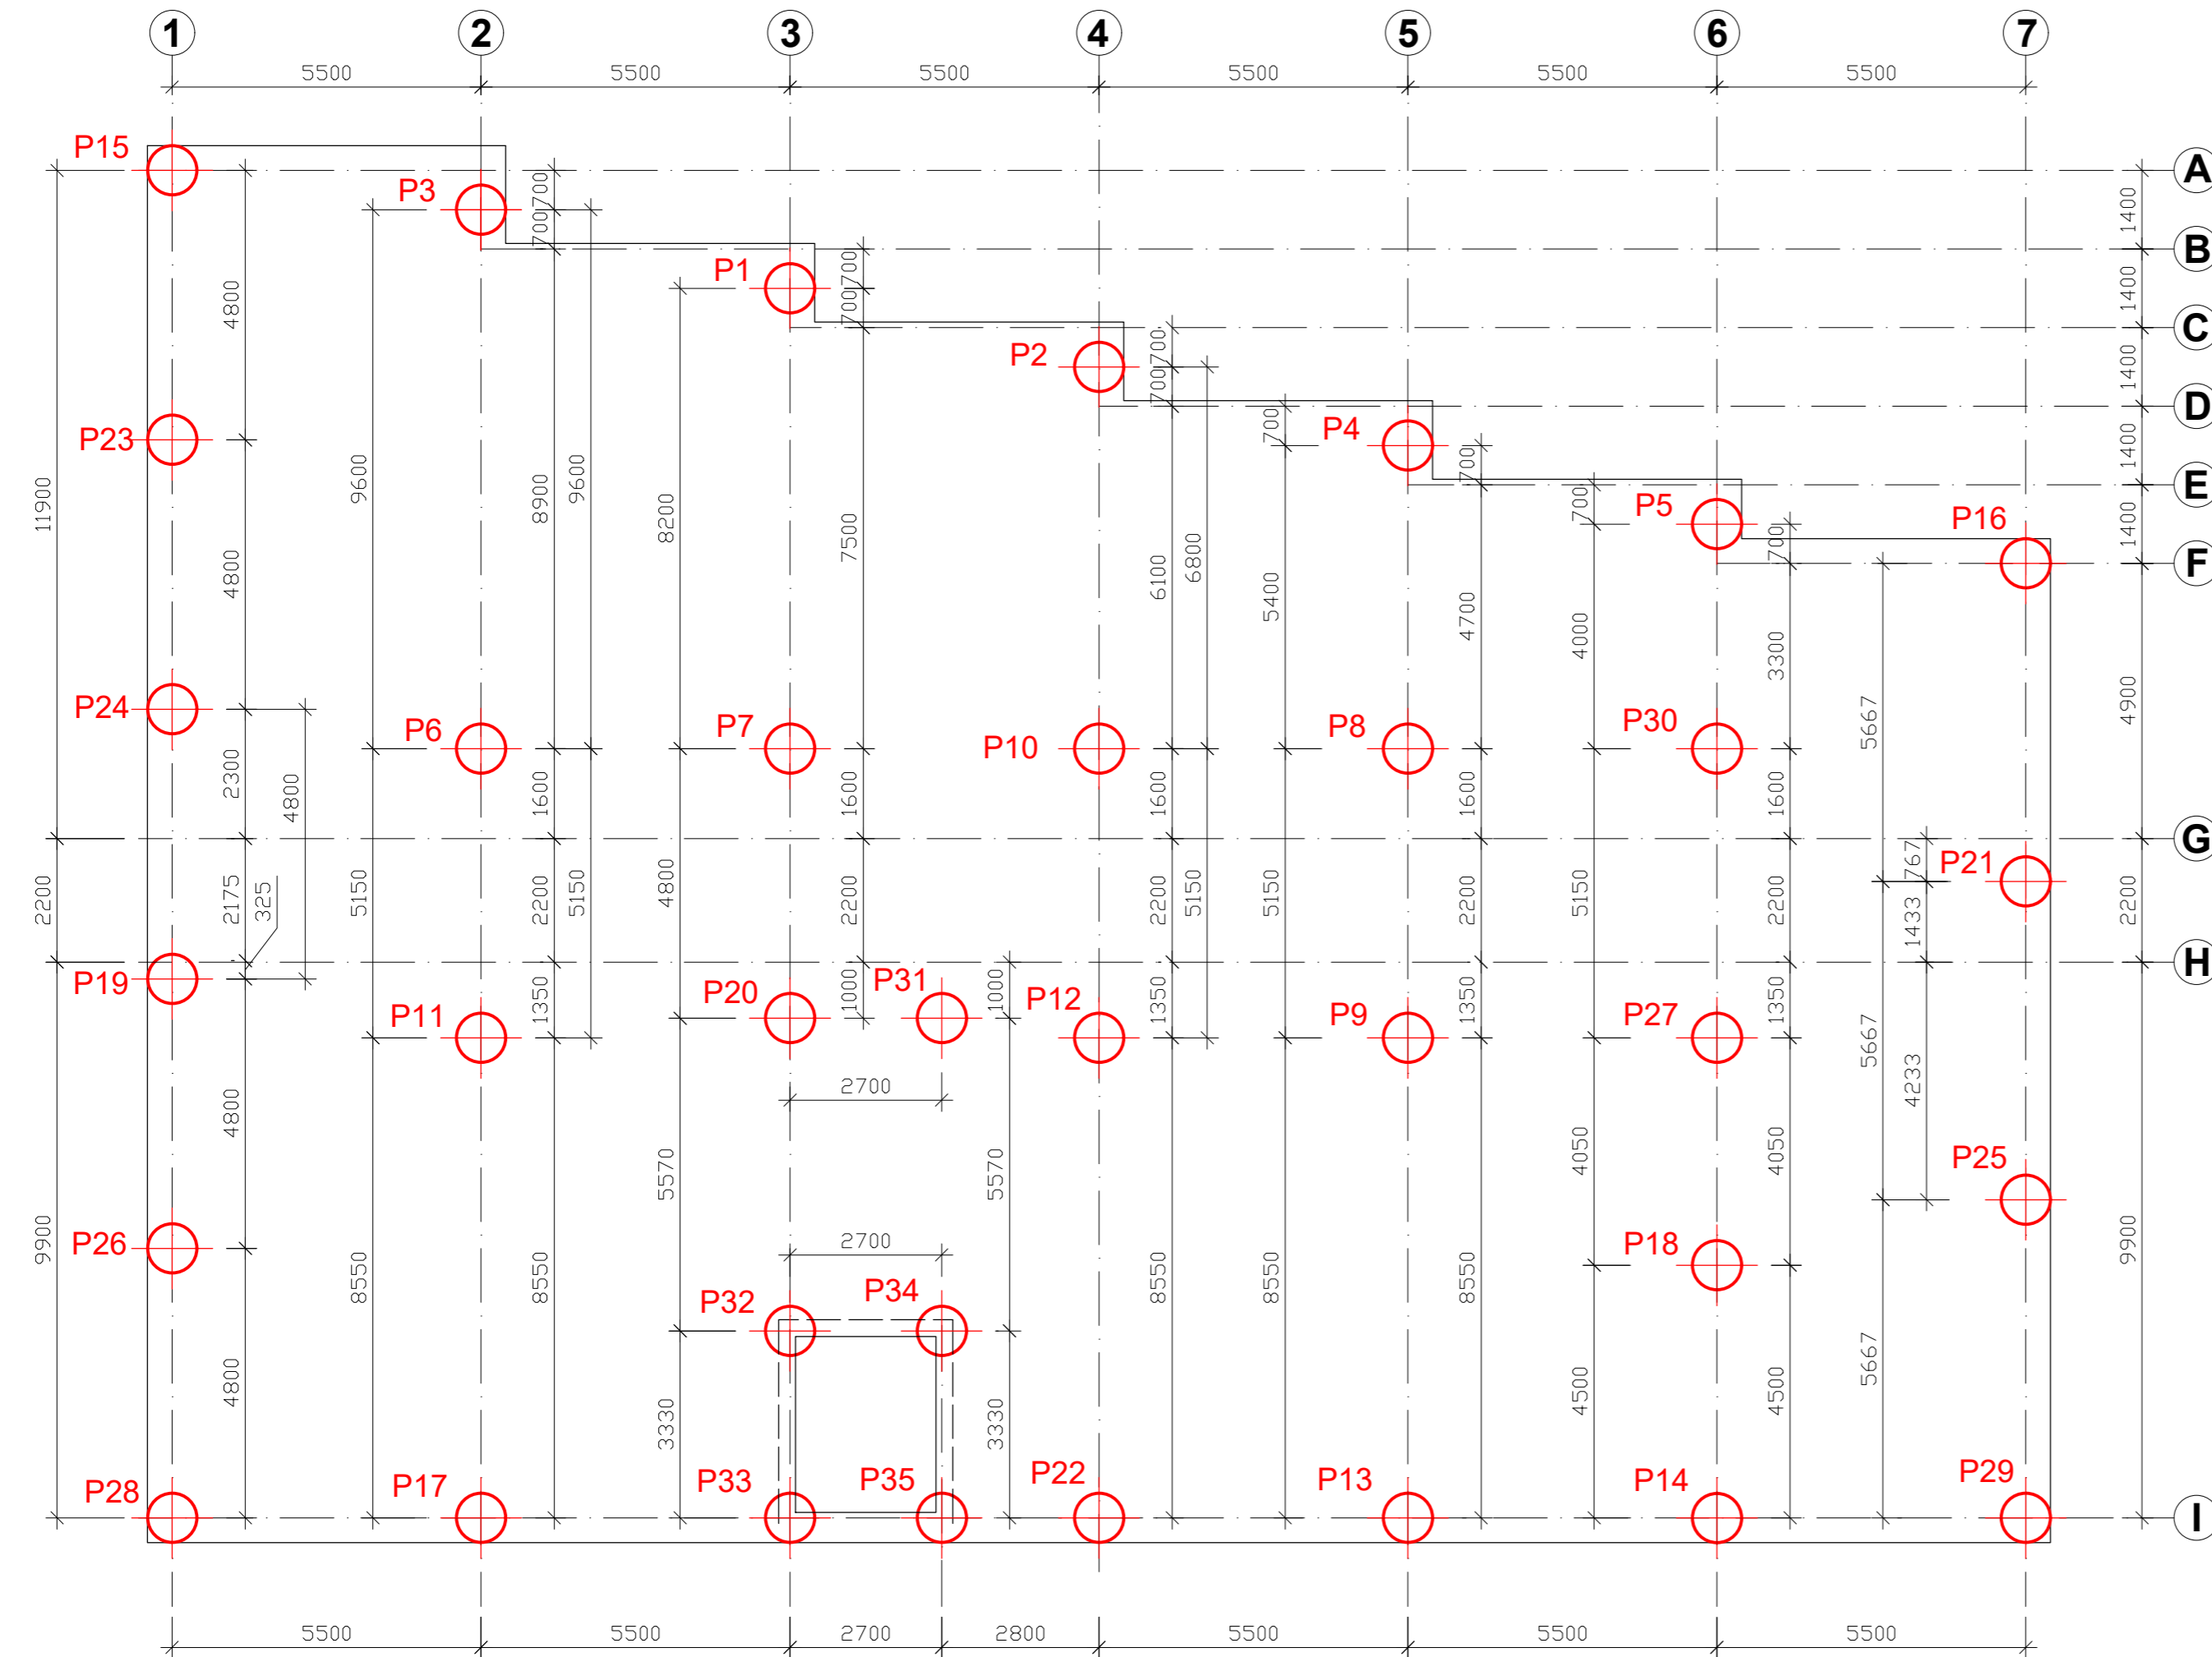 1 2 3 4 5 6 7
5500 5500 5500 5500 5500 5500
P15 A
P3 700 700 1400
B
P1 700 700 1400
C
P2 700 700 1400
D
P23 P4 700 700 1400
E
P5 700 700 P16 1400
F
11900 4800 4800 9600 8900 9600 8200 7500 6100 6800 5400 4700 4000 3300 5667 4900
P24 P6 P7 P10 P8 P30
2300 4800 1600 1600 1600 1600 1600
G
2200 2175 325 5150 2200 5150 4800 2200 2200 5150 5150 2200 5150 2200 767 1433 P21 2200
H
P19 P11 1350 P20 1000 P31 1000 P12 1350 P9 1350 P27 1350
2700
4800 5570 5570 4050 4050 5667 4233 P25
9900 P26 8550 8550 2700 8550 8550 8550 P18 9900
P32 P34
4800 3330 3330 4500 4500 5667
P28 P17 P33 P35 P22 P13 P14 P29 I
5500 5500 2700 2800 5500 5500 5500